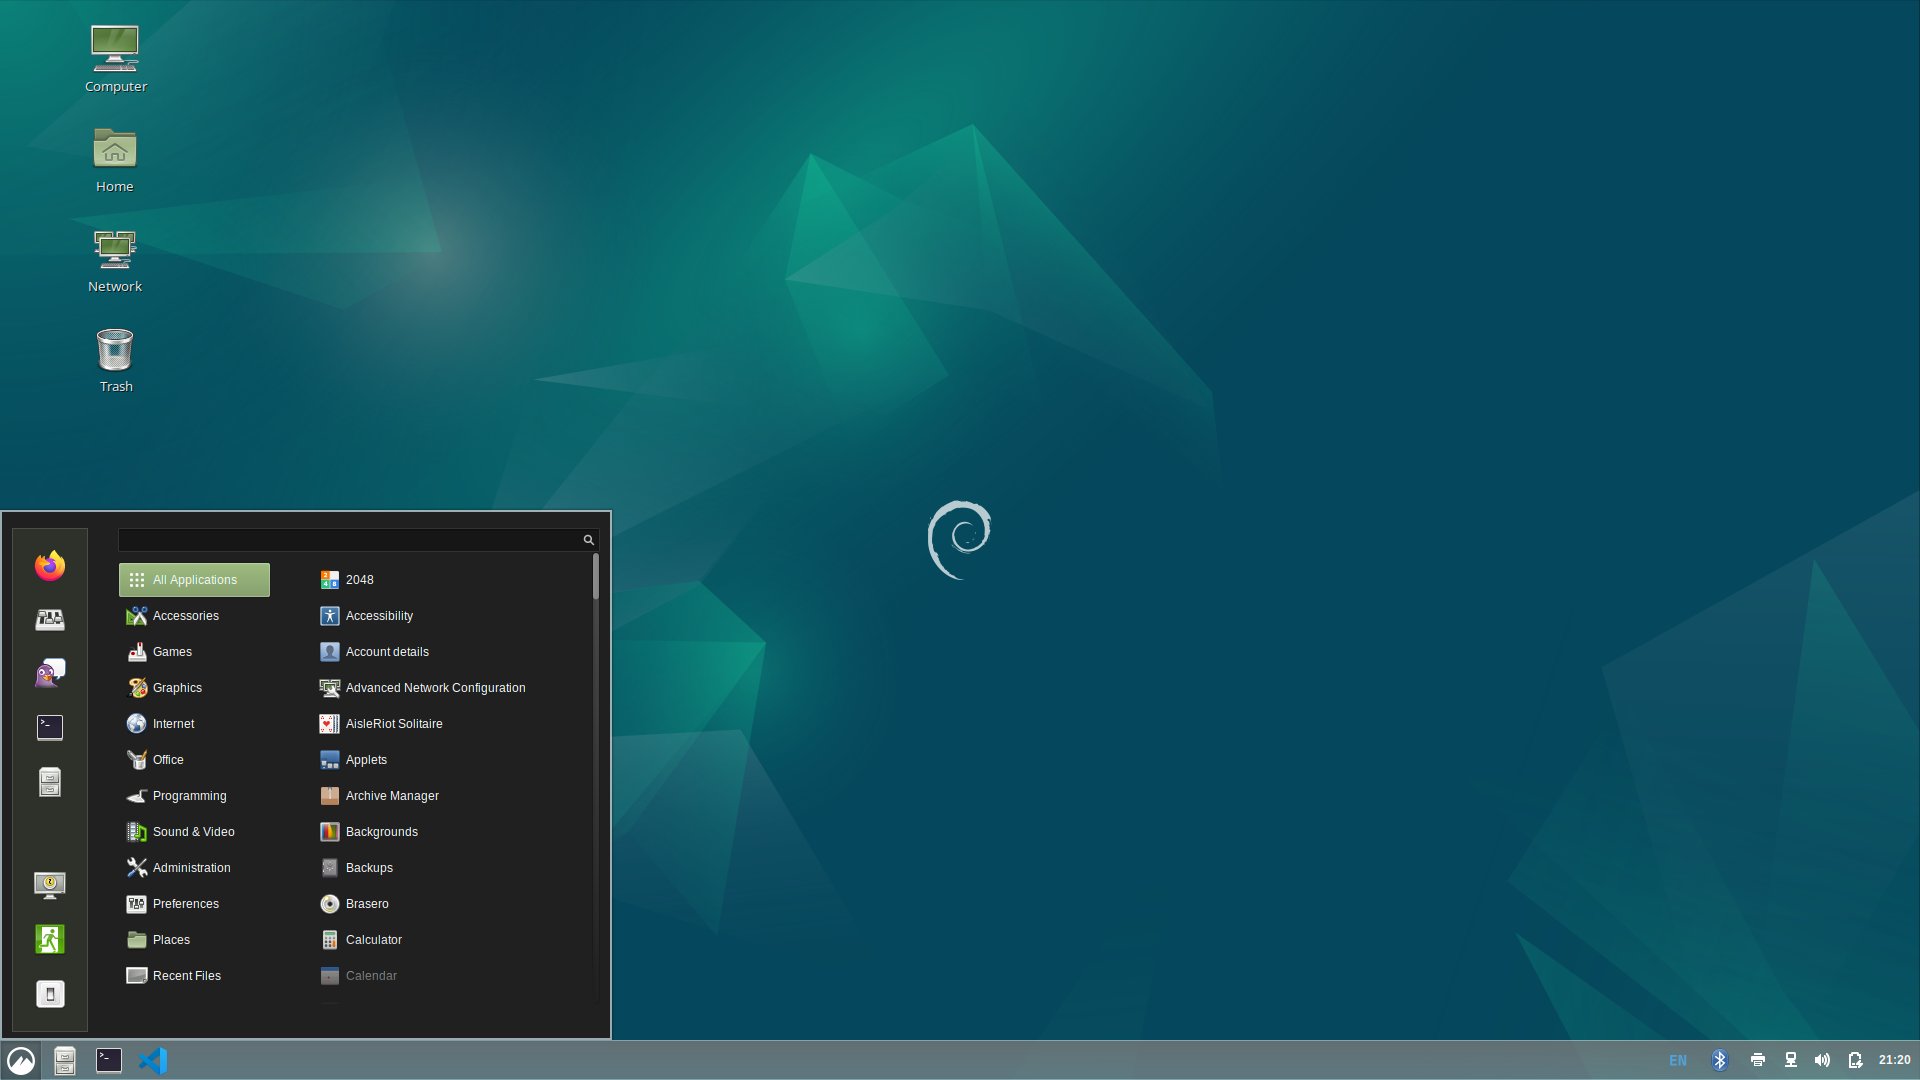 Computer
Home
Network
Trash
All Applications
Accessories
Games
Graphics
Internet
Office
Programming
Sound & Video
Administration
Preferences
Places
Recent Files
2048
Accessibility
Account details
Advanced Network Configuration
AisleRiot Solitaire
Applets
Archive Manager
Backgrounds
Backups
Brasero
Calculator
Calendar
EN
21:20